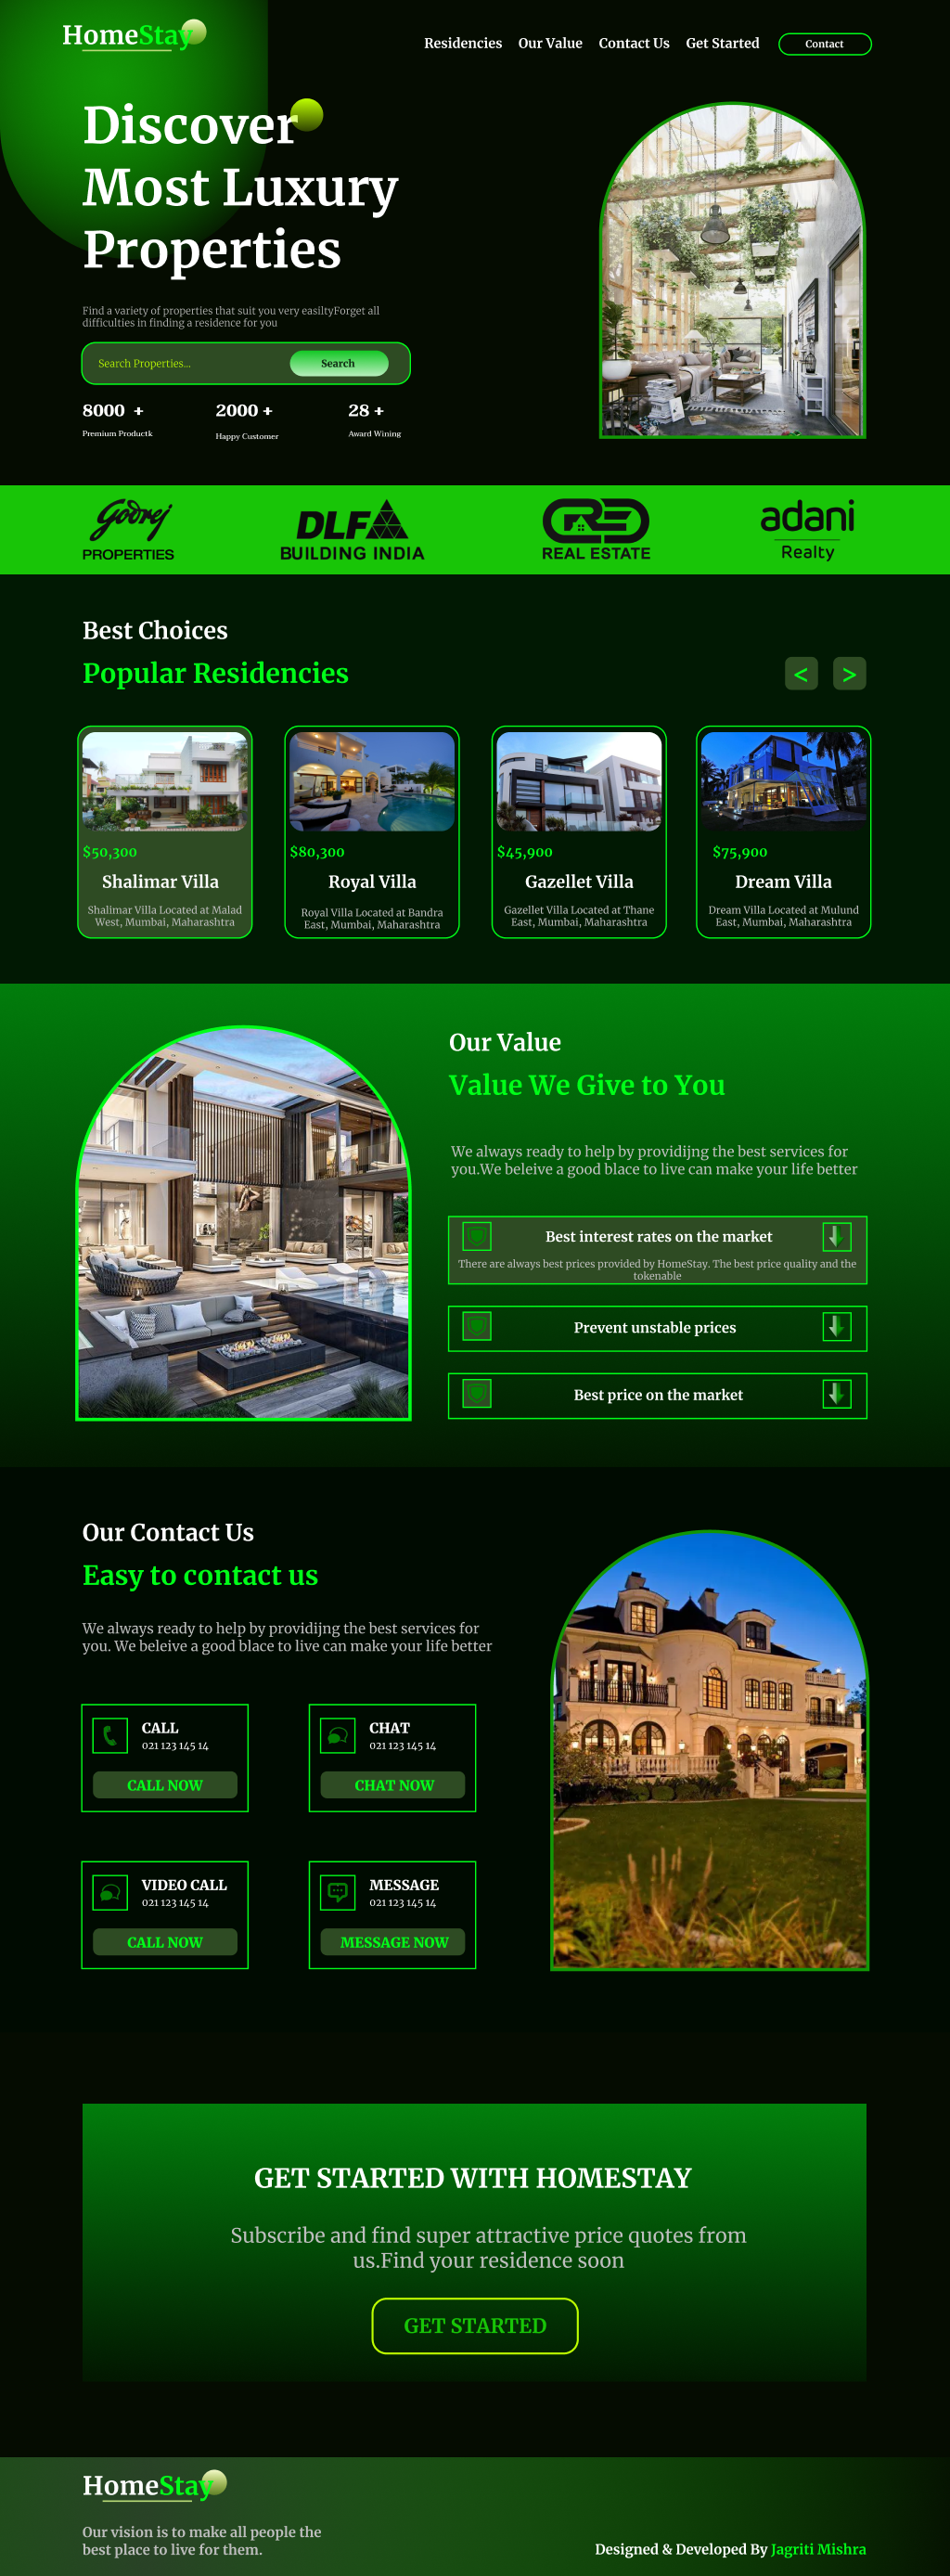 HomeStay
Residencies Our Value Contact Us Get Started Contact
Discover
Most Luxury
Properties
Find a variety of properties that suit you very easiltyForget all
difficulties in finding a residence for you
Search Properties... Search
8000 + 2000 + 28 +
Premium Productk Happy Customer Award Wining
Godrej
PROPERTIES
DLF
BUILDING INDIA
REAL ESTATE
adani
Realty
Best Choices
Popular Residencies
< >
$50,300
Shalimar Villa
Shalimar Villa Located at Malad
West, Mumbai, Maharashtra
$80,300
Royal Villa
Royal Villa Located at Bandra
East, Mumbai, Maharashtra
$45,900
Gazellet Villa
Gazellet Villa Located at Thane
East, Mumbai, Maharashtra
$75,900
Dream Villa
Dream Villa Located at Mulund
East, Mumbai, Maharashtra
Our Value
Value We Give to You
We always ready to help by providijng the best services for
you.We beleive a good blace to live can make your life better
Best interest rates on the market
There are always best prices provided by HomeStay. The best price quality and the
tokenable
Prevent unstable prices
Best price on the market
Our Contact Us
Easy to contact us
We always ready to help by providijng the best services for
you. We beleive a good blace to live can make your life better
CALL
021 123 145 14
CALL NOW
CHAT
021 123 145 14
CHAT NOW
VIDEO CALL
021 123 145 14
CALL NOW
MESSAGE
021 123 145 14
MESSAGE NOW
GET STARTED WITH HOMESTAY
Subscribe and find super attractive price quotes from
us.Find your residence soon
GET STARTED
HomeStay
Our vision is to make all people the
best place to live for them.
Designed & Developed By Jagriti Mishra